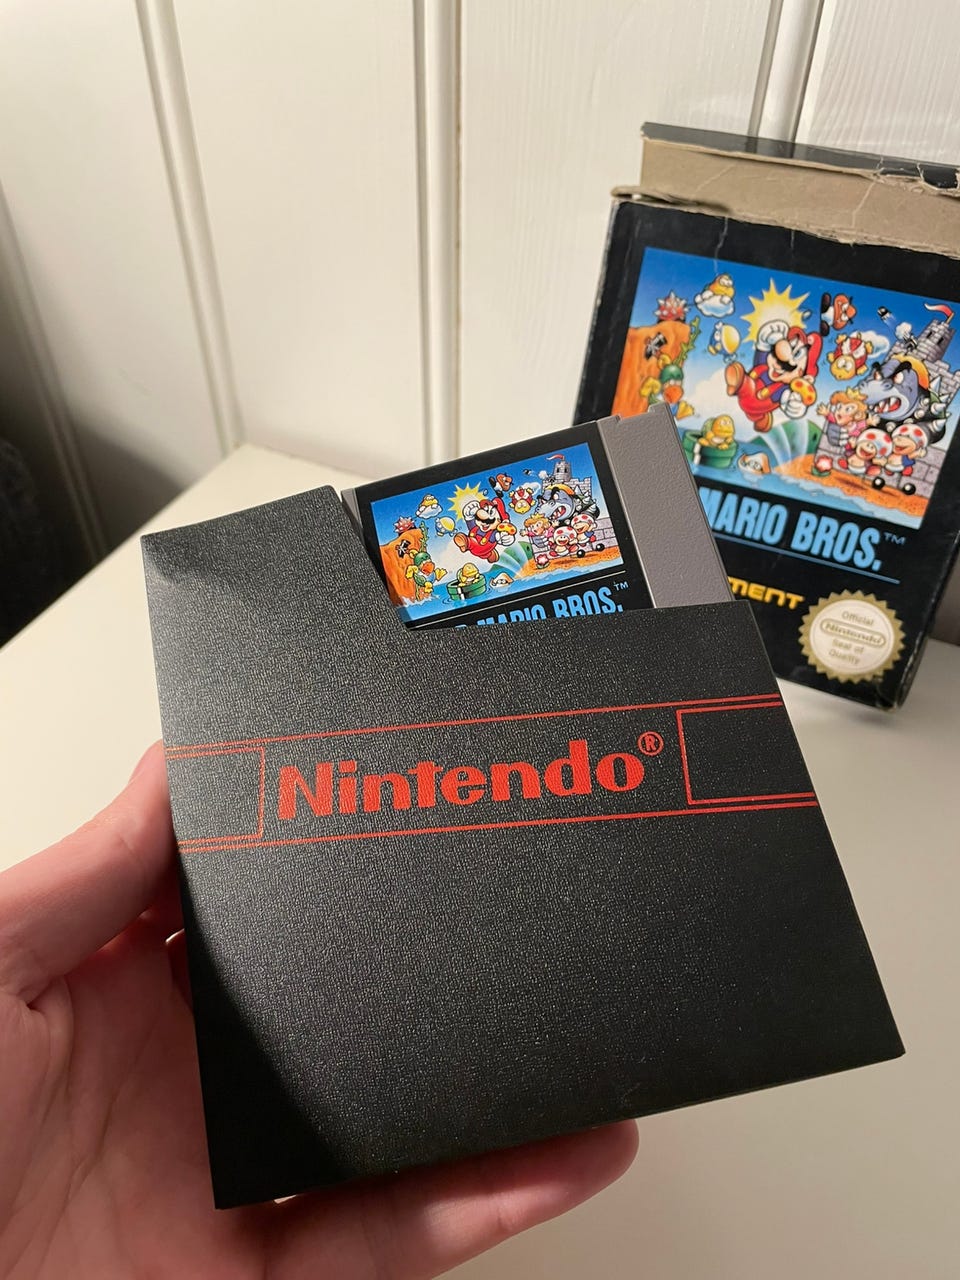 MARIO BROS.™
MENT
Official
Nintendo
Seal of
Quality
MARIO BROS.™
Nintendo®